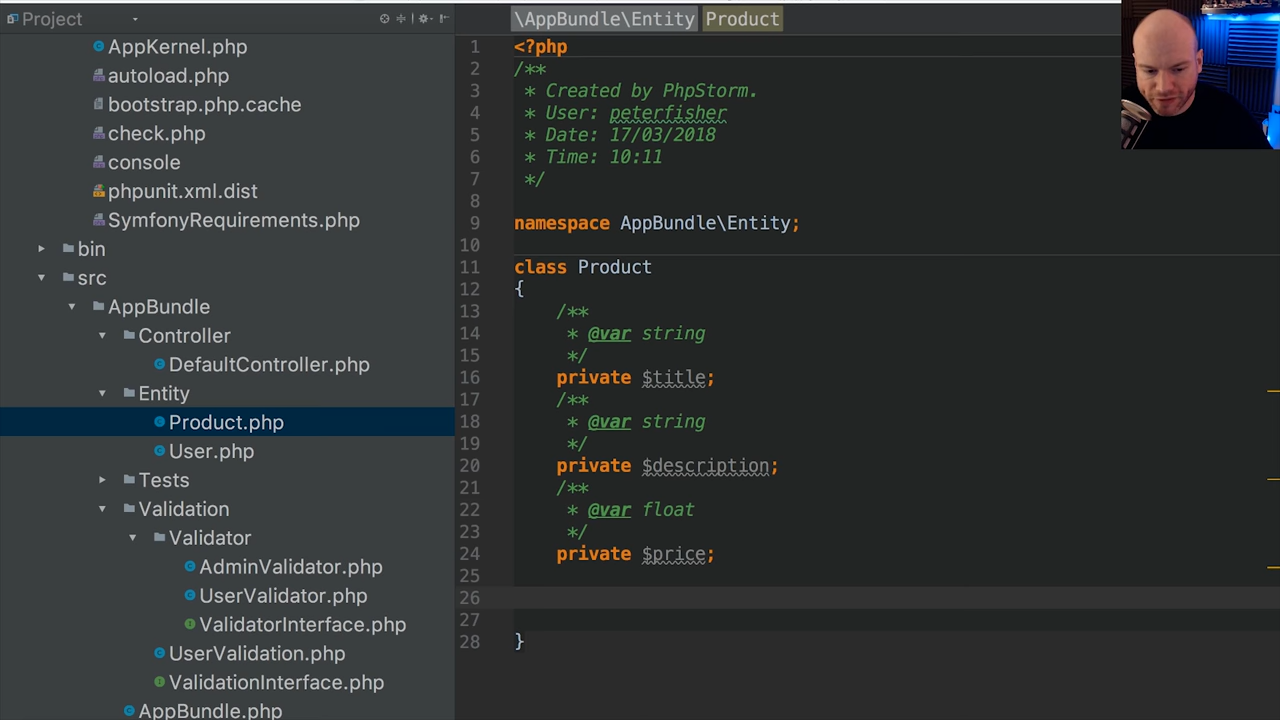 Project
AppKernel.php
autoload.php
bootstrap.php.cache
check.php
console
phpunit.xml.dist
SymfonyRequirements.php
bin
src
AppBundle
Controller
DefaultController.php
Entity
Product.php
User.php
Tests
Validation
Validator
AdminValidator.php
UserValidator.php
ValidatorInterface.php
UserValidation.php
ValidationInterface.php
AppBundle.php
\AppBundle\Entity Product
1 <?php
2 /**
3 * Created by PhpStorm.
4 * User: peterfisher
5 * Date: 17/03/2018
6 * Time: 10:11
7 */
8
9 namespace AppBundle\Entity;
10
11 class Product
12 {
13 /**
14 * @var string
15 */
16 private $title;
17 /**
18 * @var string
19 */
20 private $description;
21 /**
22 * @var float
23 */
24 private $price;
25
26
27
28 }